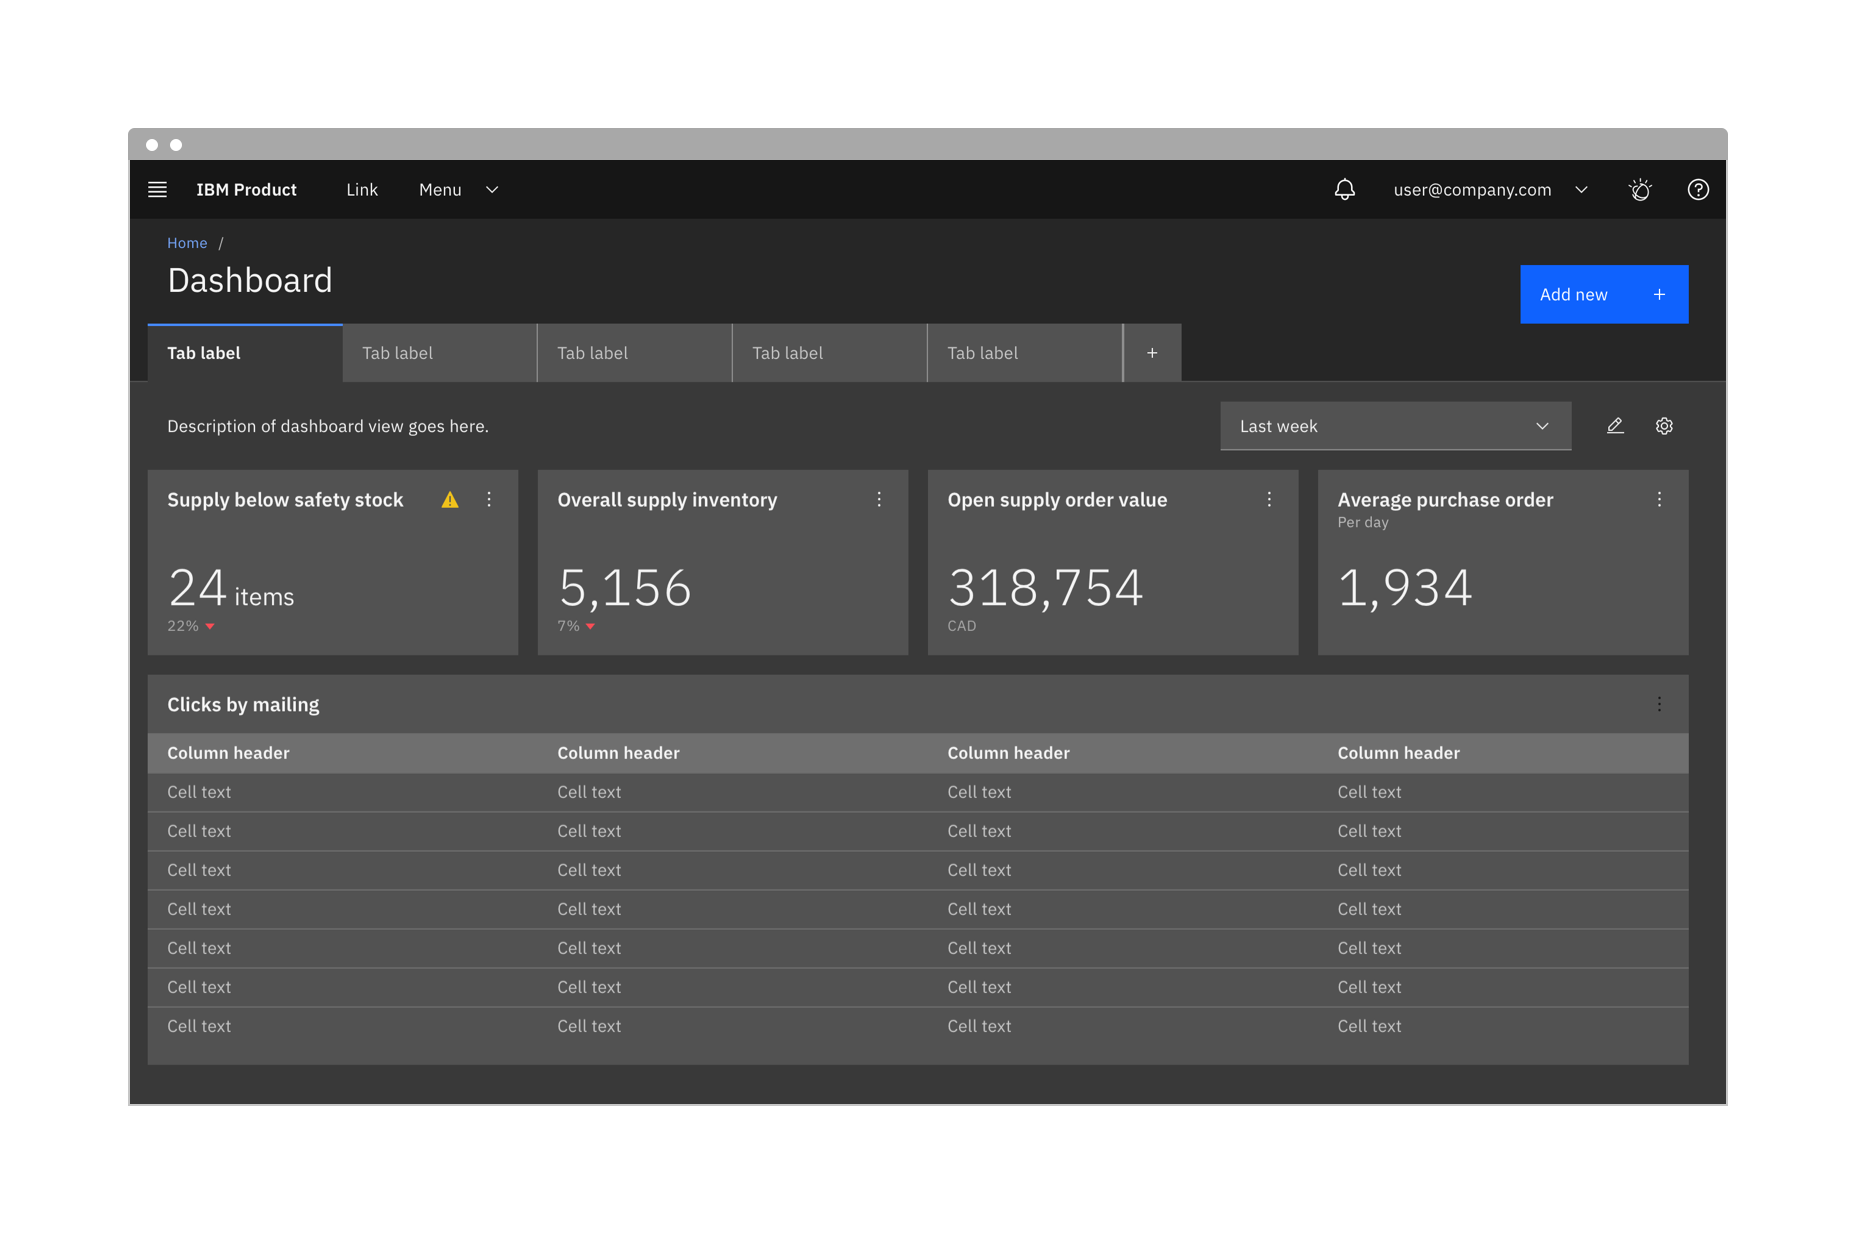 IBM Product Link Menu user@company.com
Home /
Dashboard
Add new +
Tab label Tab label Tab label Tab label Tab label +
Description of dashboard view goes here. Last week
Supply below safety stock
24 items
22%
Overall supply inventory
5,156
7%
Open supply order value
318,754
CAD
Average purchase order
Per day
1,934
Clicks by mailing
Column header Column header Column header Column header
Cell text Cell text Cell text Cell text
Cell text Cell text Cell text Cell text
Cell text Cell text Cell text Cell text
Cell text Cell text Cell text Cell text
Cell text Cell text Cell text Cell text
Cell text Cell text Cell text Cell text
Cell text Cell text Cell text Cell text